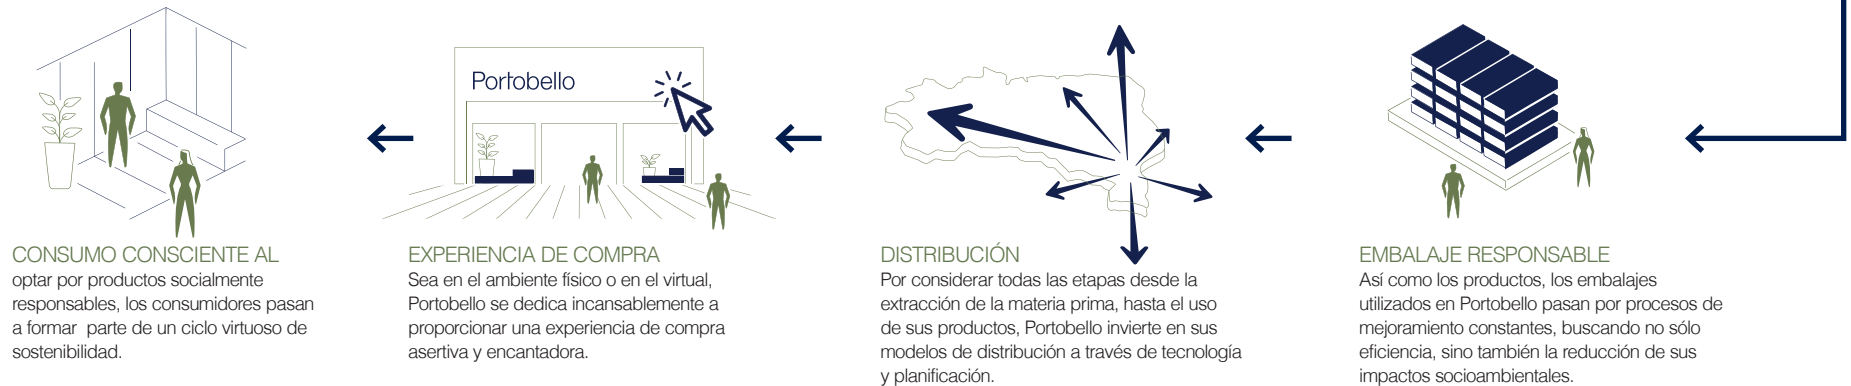 Portobello
CONSUMO CONSCIENTE AL
optar por productos socialmente
responsables, los consumidores pasan
a formar parte de un ciclo virtuoso de
sostenibilidad.
EXPERIENCIA DE COMPRA
Sea en el ambiente físico o en el virtual,
Portobello se dedica incansablemente a
proporcionar una experiencia de compra
asertiva y encantadora.
DISTRIBUCIÓN
Por considerar todas las etapas desde la
extracción de la materia prima, hasta el uso
de sus productos, Portobello invierte en sus
modelos de distribución a través de tecnología
y planificación.
EMBALAJE RESPONSABLE
Así como los productos, los embalajes
utilizados en Portobello pasan por procesos de
mejoramiento constantes, buscando no sólo
eficiencia, sino también la reducción de sus
impactos socioambientales.